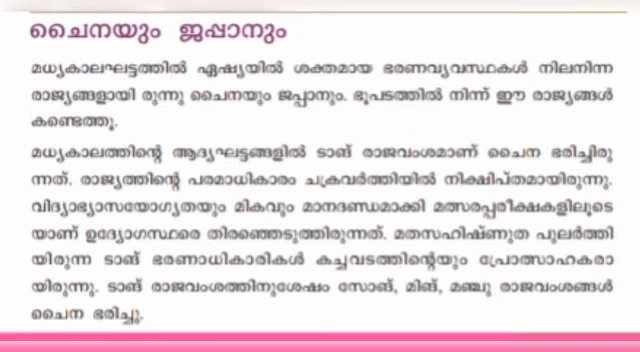 ചൈനയും ജപ്പാനും
മധ്യകാലഘട്ടത്തിൽ ഏഷ്യയിൽ ശക്തമായ ഭരണവ്യവസ്ഥകൾ നിലനിന്ന
രാജ്യങ്ങളായി രുന്നു ചൈനയും ജപ്പാനും. ഭൂപടത്തിൽ നിന്ന് ഈ രാജ്യങ്ങൾ
കണ്ടെത്തൂ.
മധ്യകാലത്തിന്റെ ആദ്യഘട്ടങ്ങളിൽ ടാങ് രാജവംശമാണ് ചൈന ഭരിച്ചിരു
ന്നത്. രാജ്യത്തിന്റെ പരമാധികാരം ചക്രവർത്തിയിൽ നിക്ഷിപ്തമായിരുന്നു.
വിദ്യാഭ്യാസയോഗ്യതയും മികവും മാനദണ്ഡമാക്കി മത്സരപ്പരീക്ഷകളിലൂടെ
യാണ് ഉദ്യോഗസ്ഥരെ തിരഞ്ഞെടുത്തിരുന്നത്. മതസഹിഷ്ണുത പുലർത്തി
യിരുന്ന ടാങ് ഭരണാധികാരികൾ കച്ചവടത്തിന്റെയും പ്രോത്സാഹകരാ
യിരുന്നു. ടാങ് രാജവംശത്തിനുശേഷം സോങ്, മിങ്, മഞ്ചു രാജവംശങ്ങൾ
ചൈന ഭരിച്ചു.